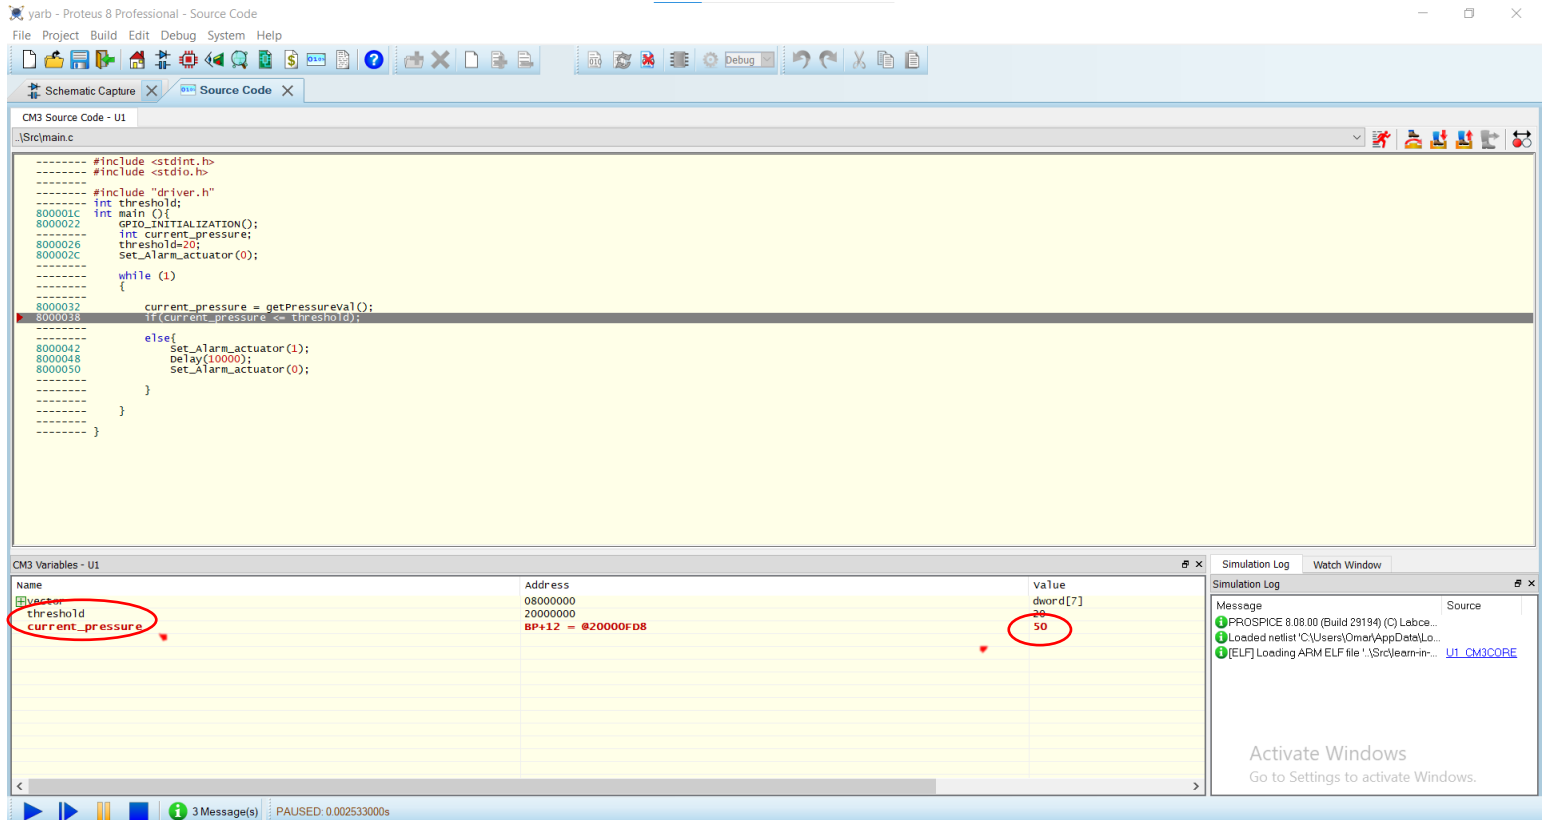 yarb - Proteus 8 Professional - Source Code
File Project Build Edit Debug System Help
Debug
Schematic Capture
Source Code
CM3 Source Code - U1
..\Src\main.c
-------- #include <stdint.h>
-------- #include <stdio.h>
--------
-------- #include "driver.h"
-------- int threshold;
800001C int main (){
8000022 GPIO_INITIALIZATION();
-------- int current_pressure;
8000026 threshold=20;
800002C Set_Alarm_actuator(0);
--------
-------- while (1)
-------- {
--------
8000032 current_pressure = getPressureVal();
8000038 if(current_pressure <= threshold);
--------
-------- else{
8000042 Set_Alarm_actuator(1);
8000048 Delay(10000);
8000050 Set_Alarm_actuator(0);
--------
-------- }
--------
-------- }
--------
-------- }
CM3 Variables - U1
Name Address Value
vector 08000000 dword[7]
threshold 20000000 20
current_pressure BP+12 = @20000FD8 50
Simulation Log Watch Window
Simulation Log
Message Source
PROSPICE 8.08.00 (Build 29194) (C) Labce...
Loaded netlist 'C:\Users\Omar\AppData\Lo...
[ELF] Loading ARM ELF file '..\Src\learn-in-... U1_CM3CORE
Activate Windows
Go to Settings to activate Windows.
3 Message(s) PAUSED: 0.002533000s